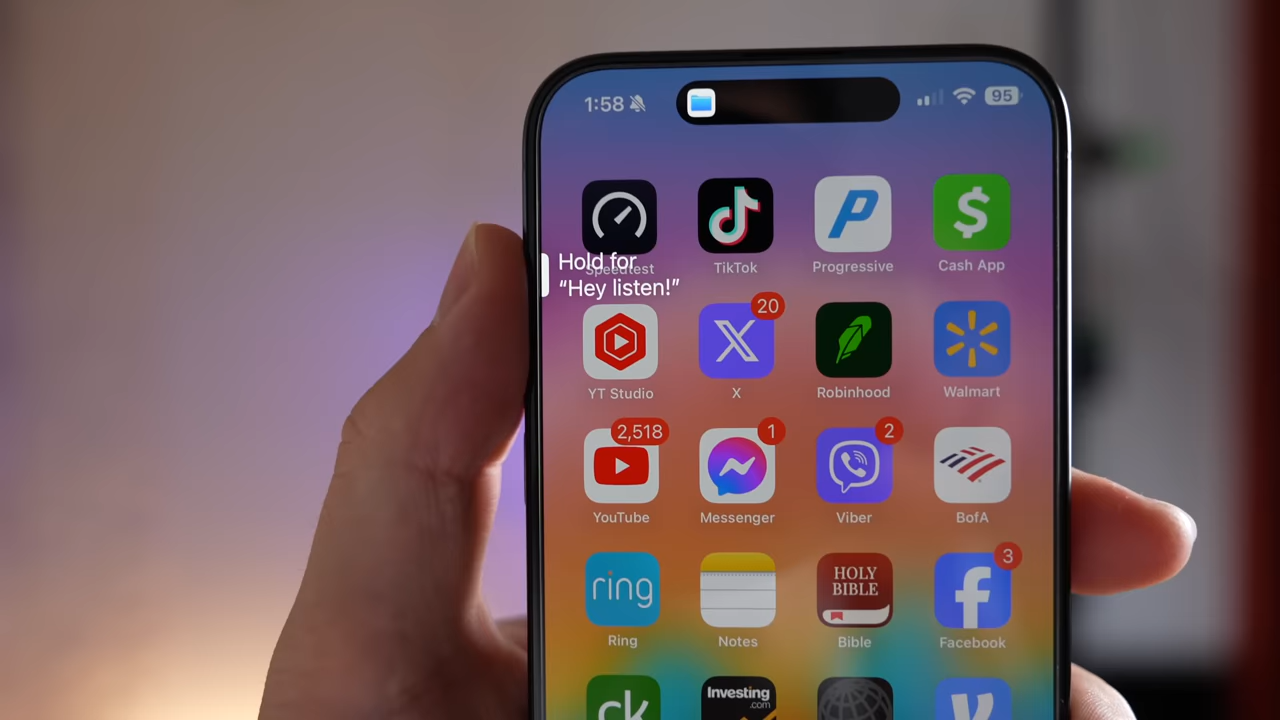 1:58
95
Hold for
“Hey listen!”
Speedtest
TikTok
Progressive
Cash App
20
YT Studio
X
Robinhood
Walmart
2,518
1
2
YouTube
Messenger
Viber
BofA
ring
HOLY
BIBLE
3
Ring
Notes
Bible
Facebook
ck
Investing
.com